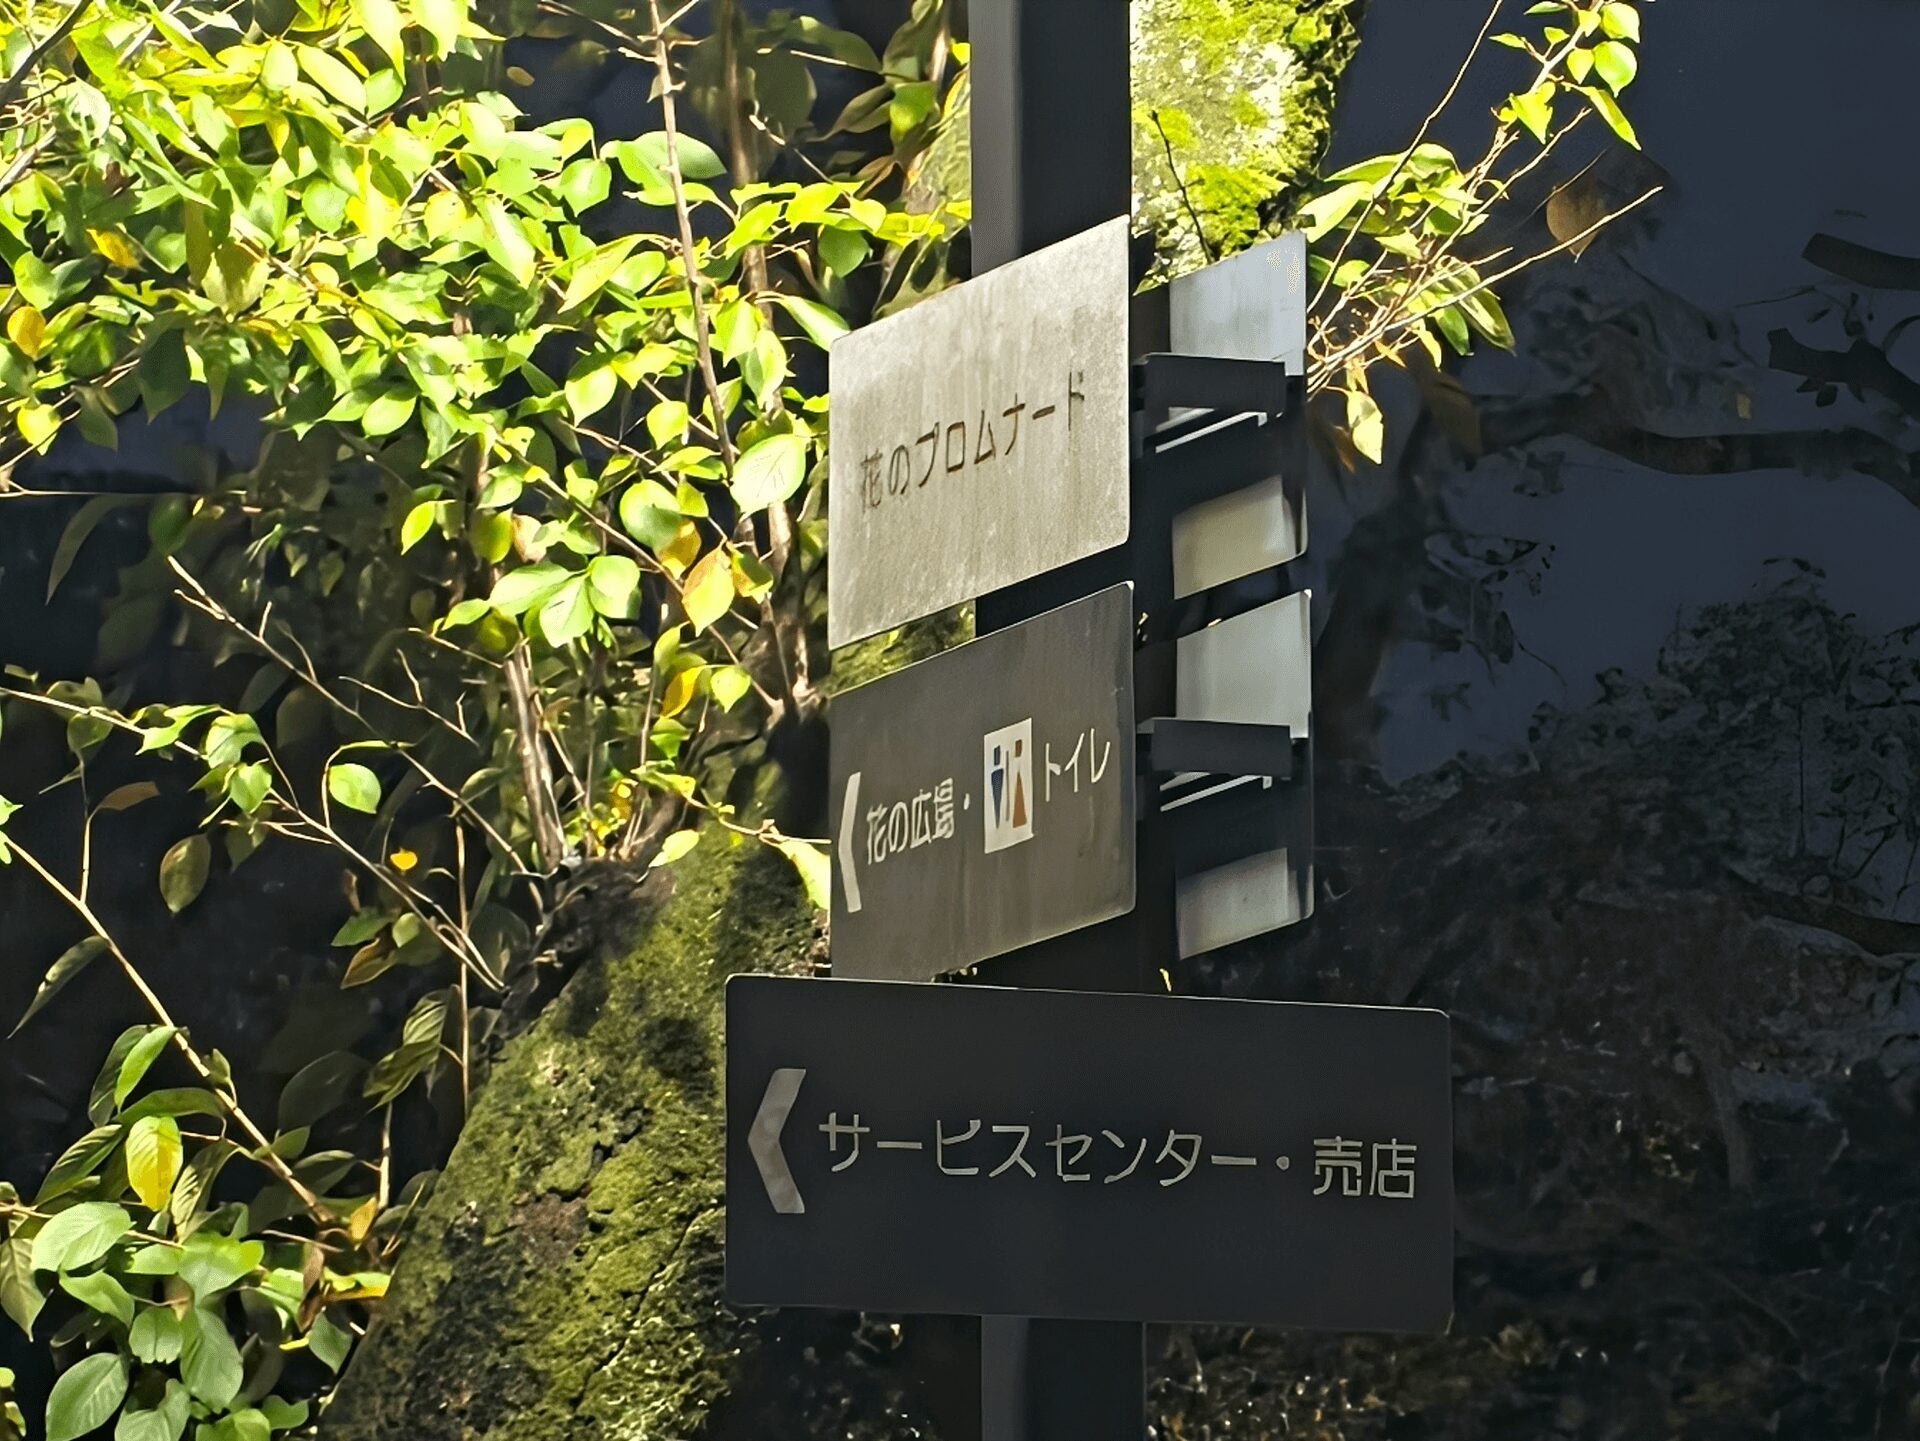 花のプロムナード
花の広場・トイレ
サービスセンター・売店